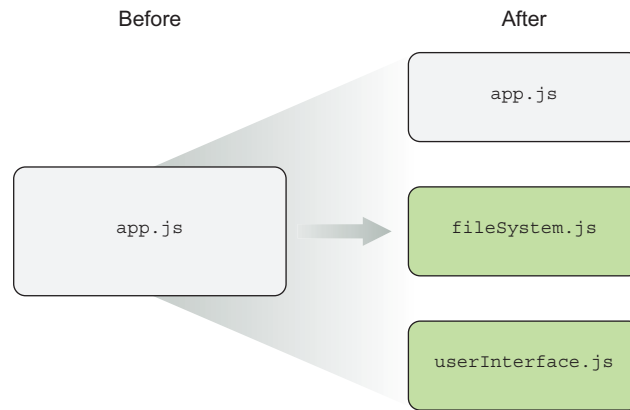 Before
After
app.js
app.js
fileSystem.js
userInterface.js